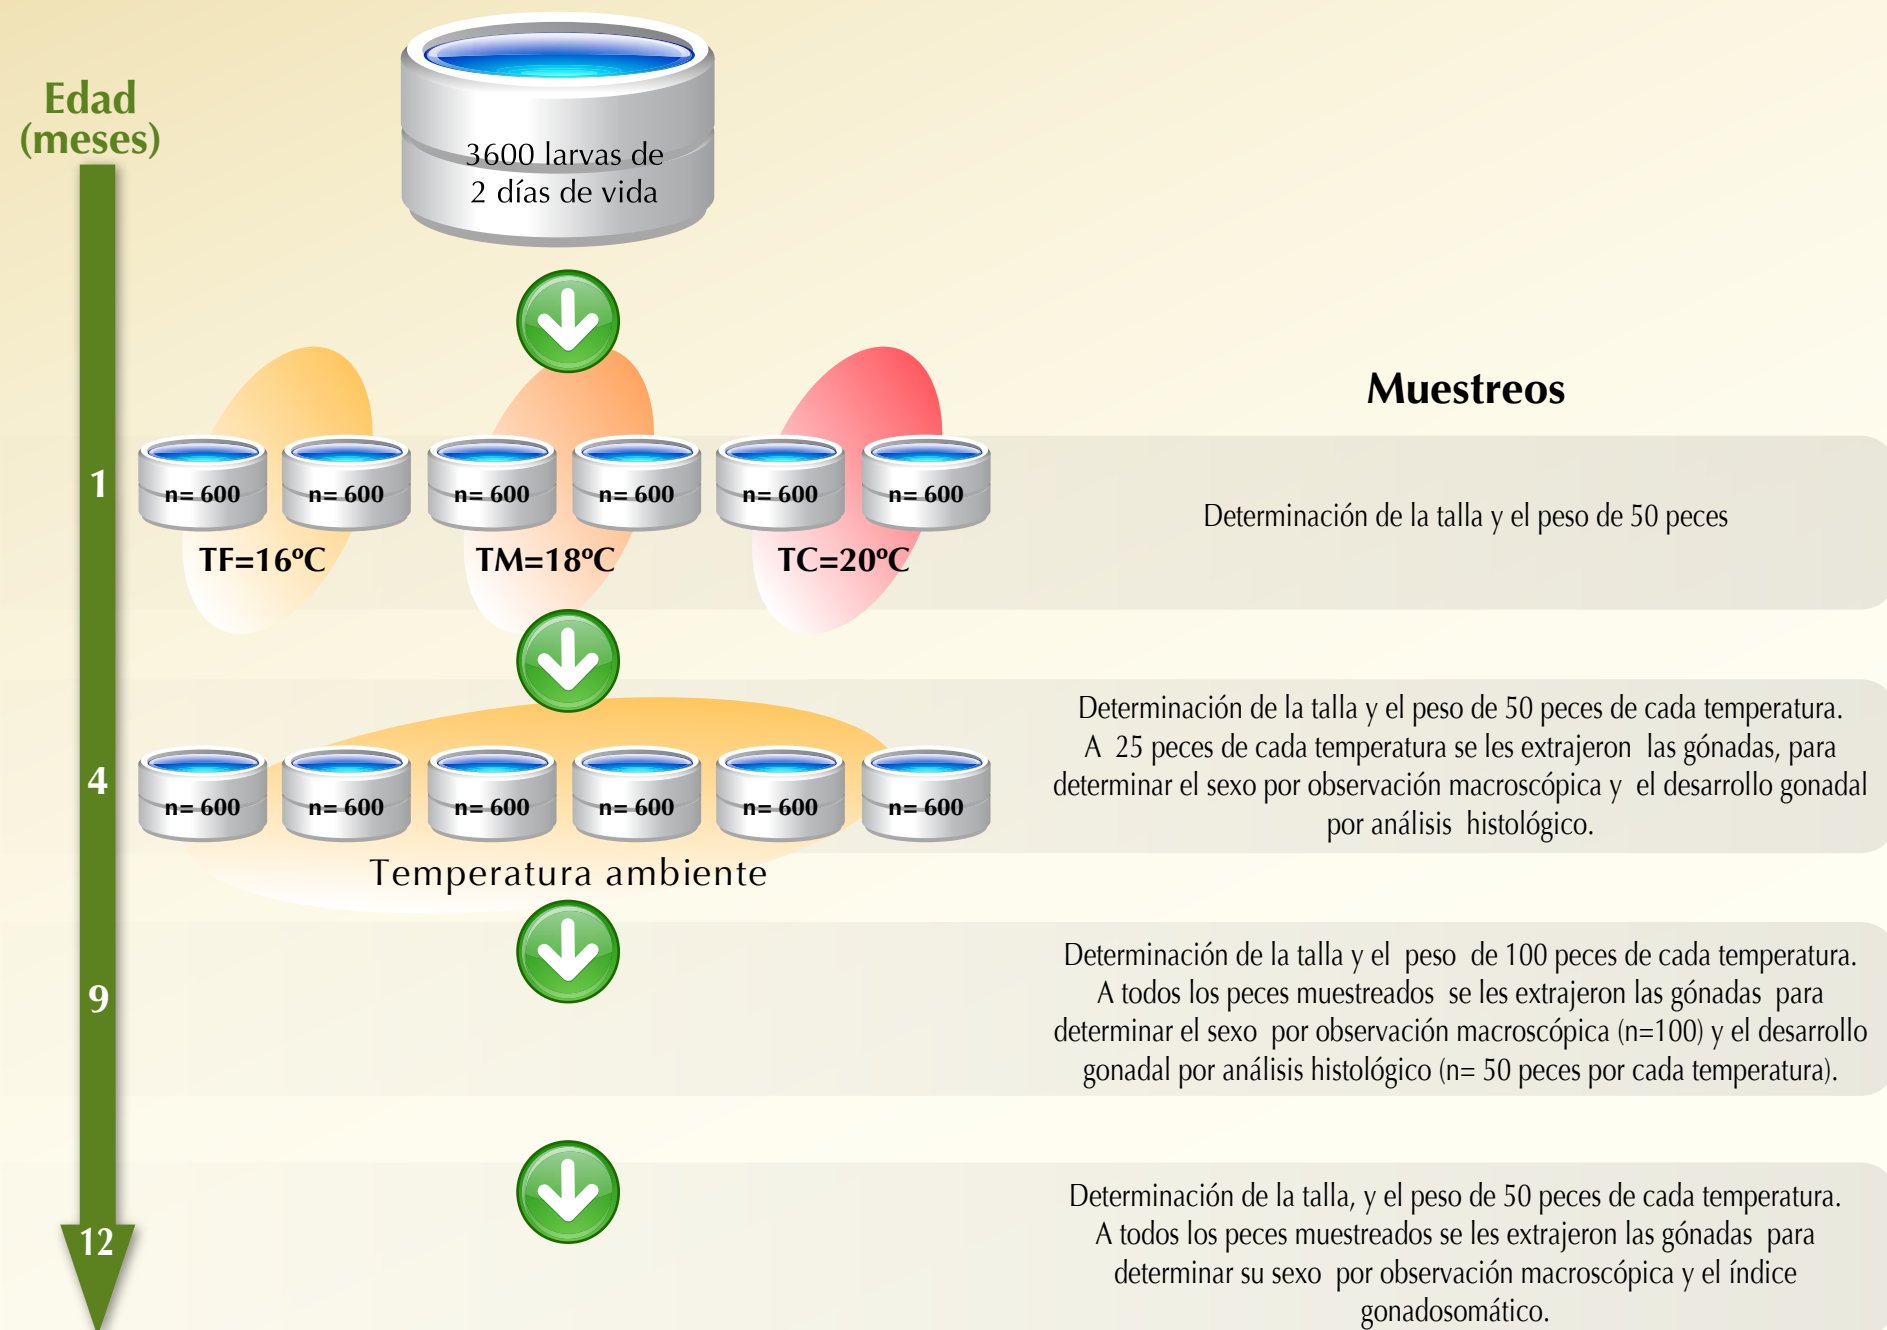 Edad
(meses)
3600 larvas de
2 días de vida
Muestreos
1
n= 600
n= 600
n= 600
n= 600
n= 600
n= 600
TF=16ºC
TM=18ºC
TC=20ºC
Determinación de la talla y el peso de 50 peces
4
n= 600
n= 600
n= 600
n= 600
n= 600
n= 600
Temperatura ambiente
Determinación de la talla y el peso de 50 peces de cada temperatura.
A 25 peces de cada temperatura se les extrajeron las gónadas, para
determinar el sexo por observación macroscópica y el desarrollo gonadal
por análisis histológico.
9
Determinación de la talla y el peso de 100 peces de cada temperatura.
A todos los peces muestreados se les extrajeron las gónadas para
determinar el sexo por observación macroscópica (n=100) y el desarrollo
gonadal por análisis histológico (n= 50 peces por cada temperatura).
12
Determinación de la talla, y el peso de 50 peces de cada temperatura.
A todos los peces muestreados se les extrajeron las gónadas para
determinar su sexo por observación macroscópica y el índice
gonadosomático.